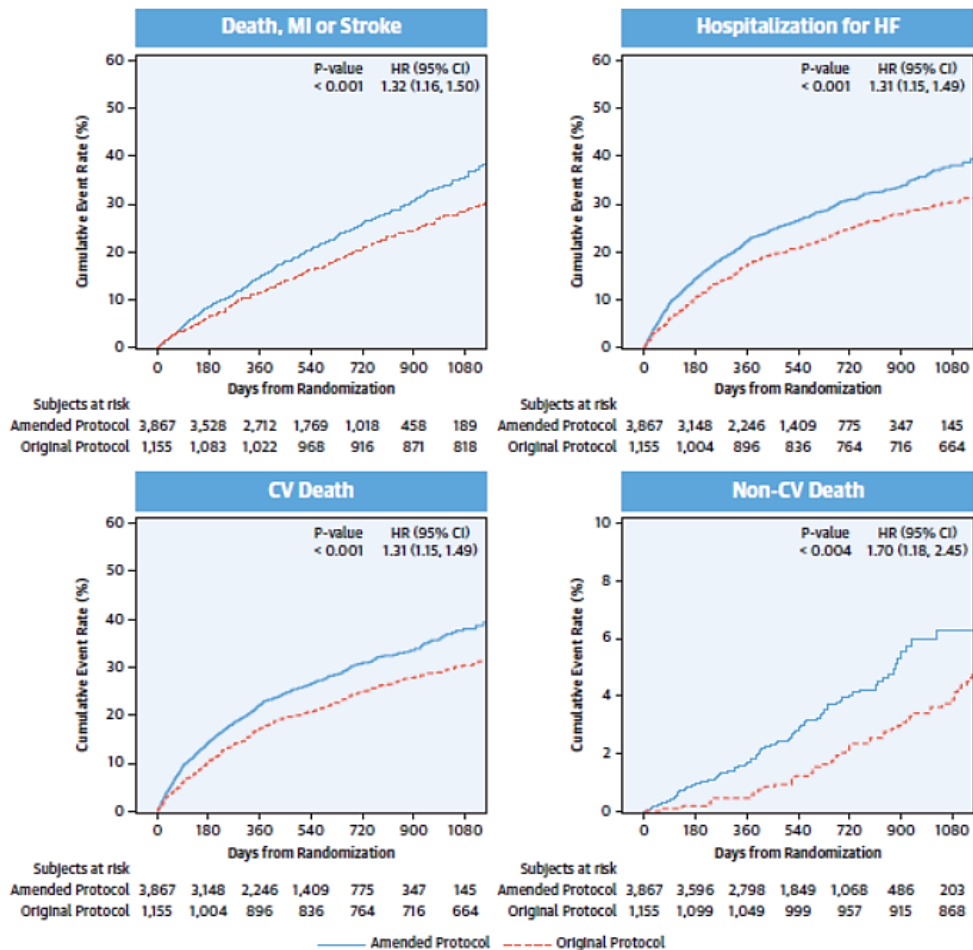 Death, MI or Stroke
60
50
40
30
20
10
0
Cumulative Event Rate (%)
P-value HR (95% CI)
< 0.001 1.32 (1.16, 1.50)
0 180 360 540 720 900 1080
Days from Randomization
Subjects at risk
Amended Protocol 3,867 3,528 2,712 1,769 1,018 458 189
Original Protocol 1,155 1,083 1,022 968 916 871 818
Hospitalization for HF
60
50
40
30
20
10
0
Cumulative Event Rate (%)
P-value HR (95% CI)
< 0.001 1.31 (1.15, 1.49)
0 180 360 540 720 900 1080
Days from Randomization
Subjects at risk
Amended Protocol 3,867 3,148 2,246 1,409 775 347 145
Original Protocol 1,155 1,004 896 836 764 716 664
CV Death
60
50
40
30
20
10
0
Cumulative Event Rate (%)
P-value HR (95% CI)
< 0.001 1.31 (1.15, 1.49)
0 180 360 540 720 900 1080
Days from Randomization
Subjects at risk
Amended Protocol 3,867 3,148 2,246 1,409 775 347 145
Original Protocol 1,155 1,004 896 836 764 716 664
Non-CV Death
10
8
6
4
2
0
Cumulative Event Rate (%)
P-value HR (95% CI)
< 0.004 1.70 (1.18, 2.45)
0 180 360 540 720 900 1080
Days from Randomization
Subjects at risk
Amended Protocol 3,867 3,596 2,798 1,849 1,068 486 203
Original Protocol 1,155 1,099 1,049 999 957 915 868
Amended Protocol Original Protocol